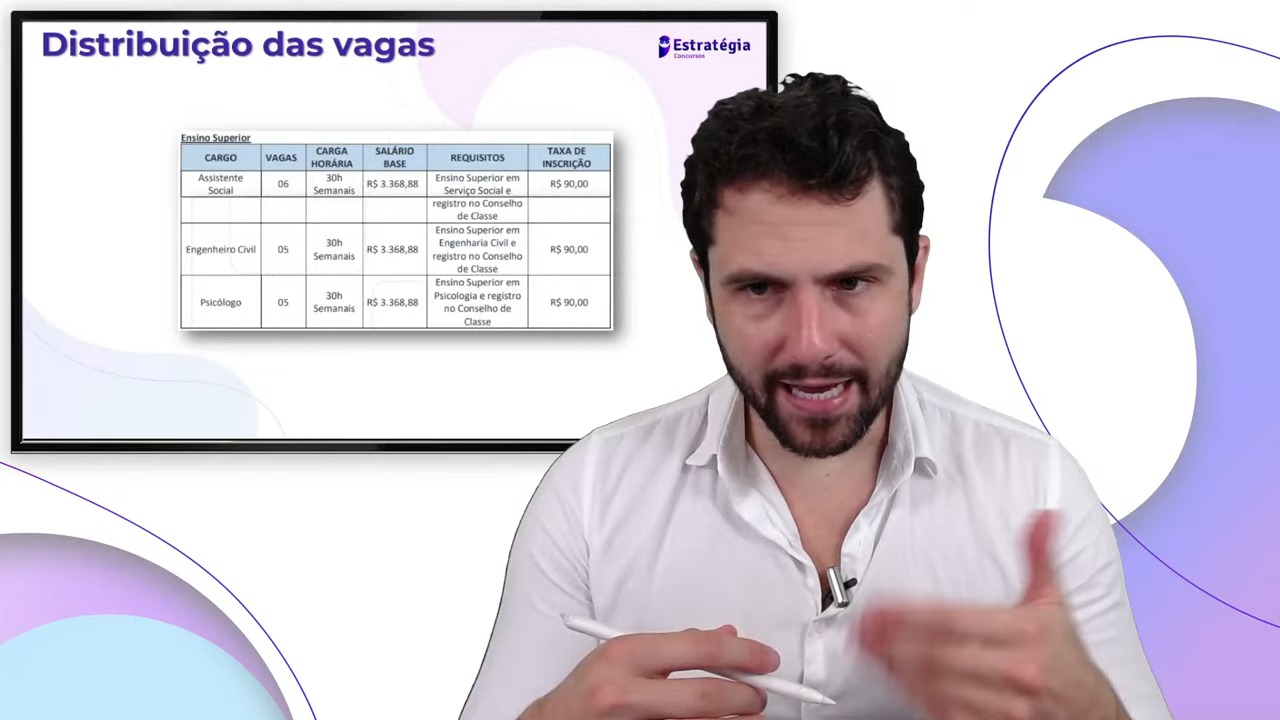 Distribuição das vagas
Estratégia
Concursos
Ensino Superior
CARGO VAGAS CARGA HORÁRIA SALÁRIO BASE REQUISITOS TAXA DE INSCRIÇÃO
Assistente Social 06 30h Semanais R$ 3.368,88 Ensino Superior em Serviço Social e
registro no Conselho de Classe
R$ 90,00
Engenheiro Civil 05 30h Semanais R$ 3.368,88 Ensino Superior em Engenharia Civil e registro no Conselho de Classe R$ 90,00
Psicólogo 05 30h Semanais R$ 3.368,88 Ensino Superior em Psicologia e registro no Conselho de Classe R$ 90,00